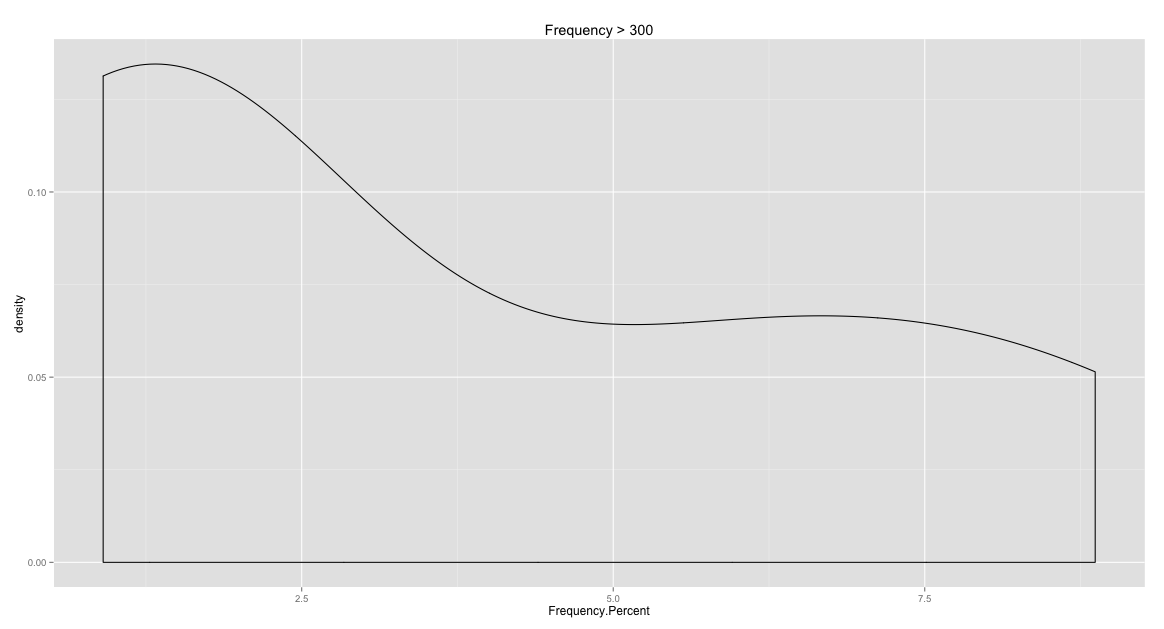 Frequency > 300
density
0.10
0.05
0.00
2.5 5.0 7.5
Frequency.Percent